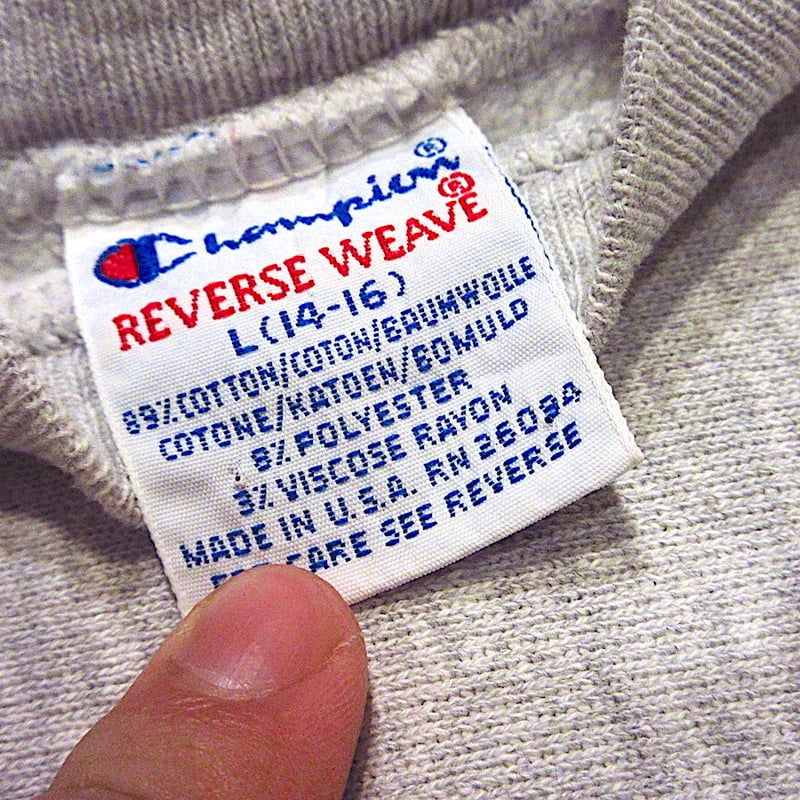 Champion®
REVERSE WEAVE®
L(14-16)
89% COTTON/COTON/BAUMWOLLE
COTONE/KATOEN/BOMULD
8% POLYESTER
3% VISCOSE RAYON
MADE IN U.S.A. RN 26094
FOR CARE SEE REVERSE